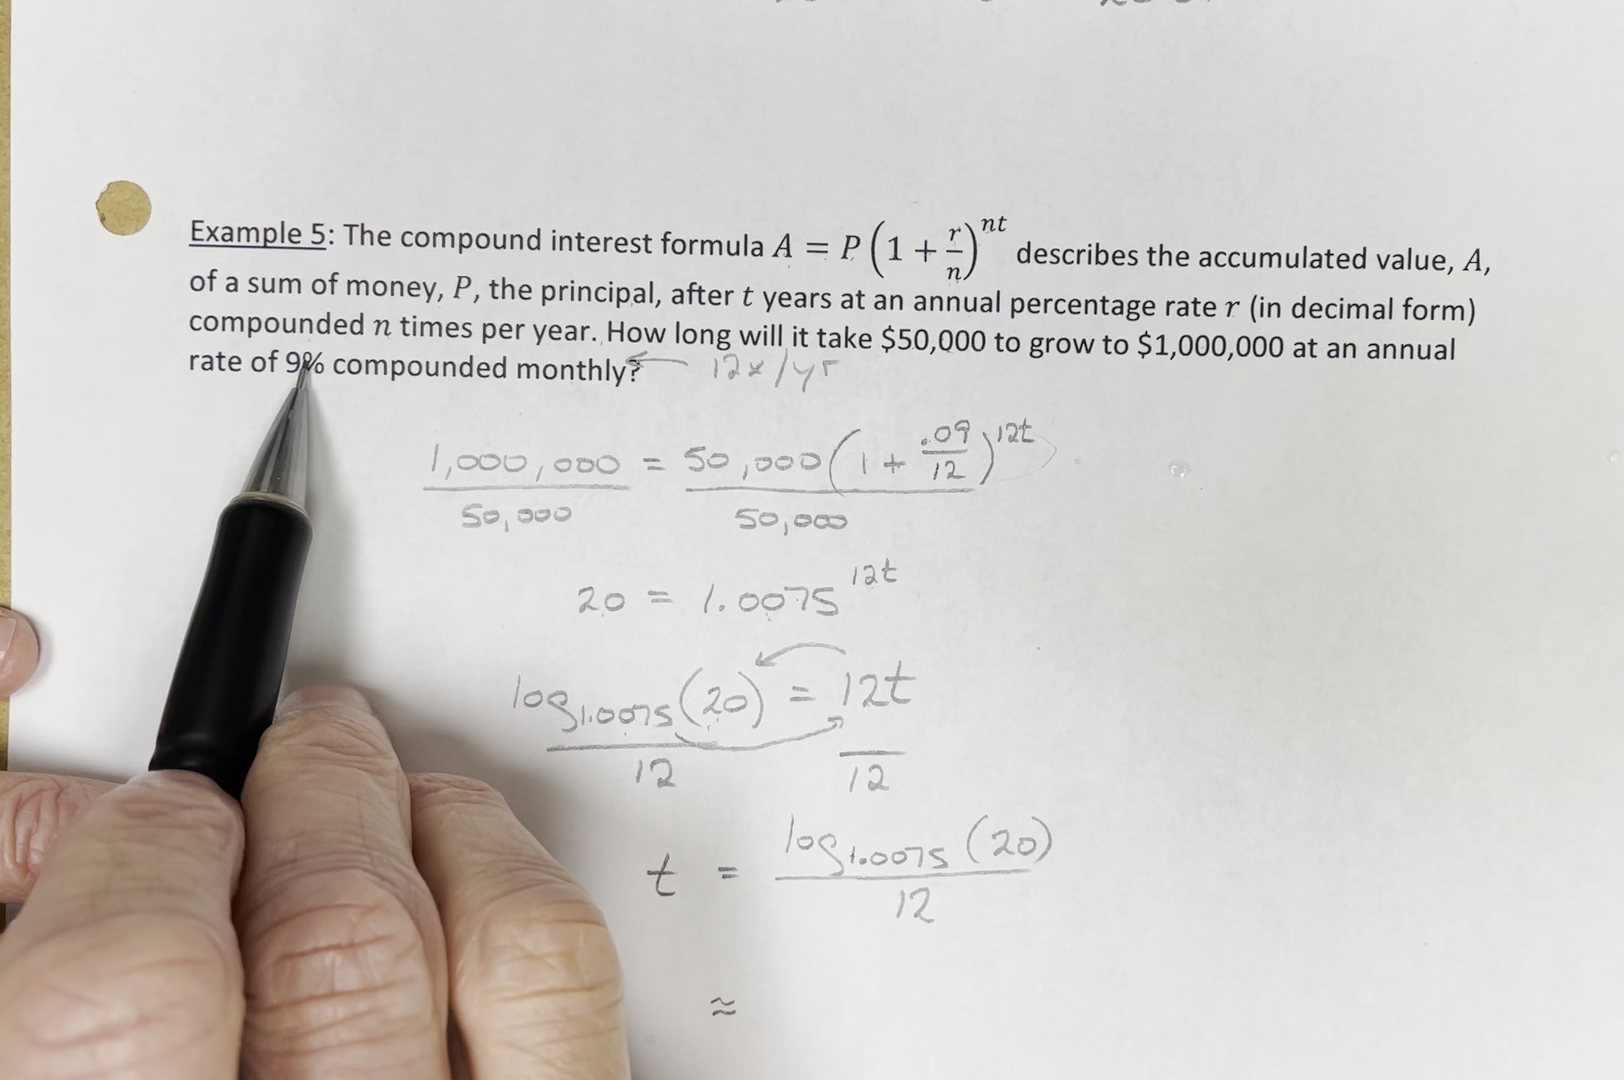 Example 5: The compound interest formula A = P(1 + r/n)^nt describes the accumulated value, A,
of a sum of money, P, the principal, after t years at an annual percentage rate r (in decimal form)
compounded n times per year. How long will it take $50,000 to grow to $1,000,000 at an annual
rate of 9% compounded monthly? ← 12x/yr
1,000,000/50,000 = 50,000(1 + .09/12)^12t/50,000
20 = 1.0075^12t
log_1.0075(20)/12 = 12t/12
t = log_1.0075(20)/12
≈